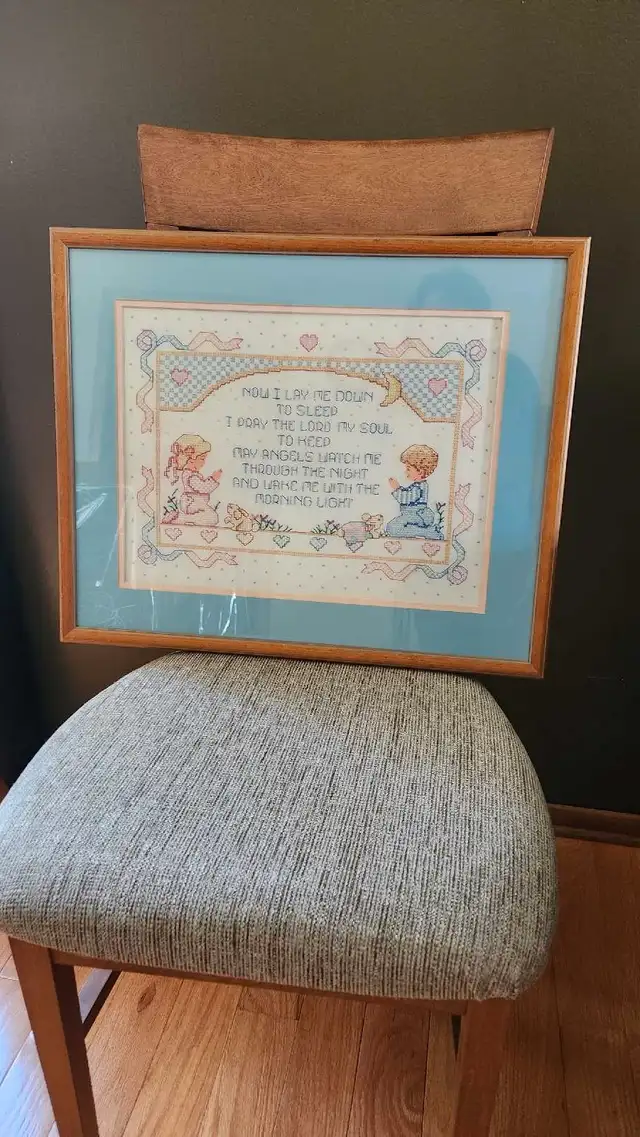 NOW I LAY ME DOWN
TO SLEEP
I PRAY THE LORD MY SOUL
TO KEEP
MAY ANGELS WATCH ME
THROUGH THE NIGHT
AND WAKE ME WITH THE
MORNING LIGHT